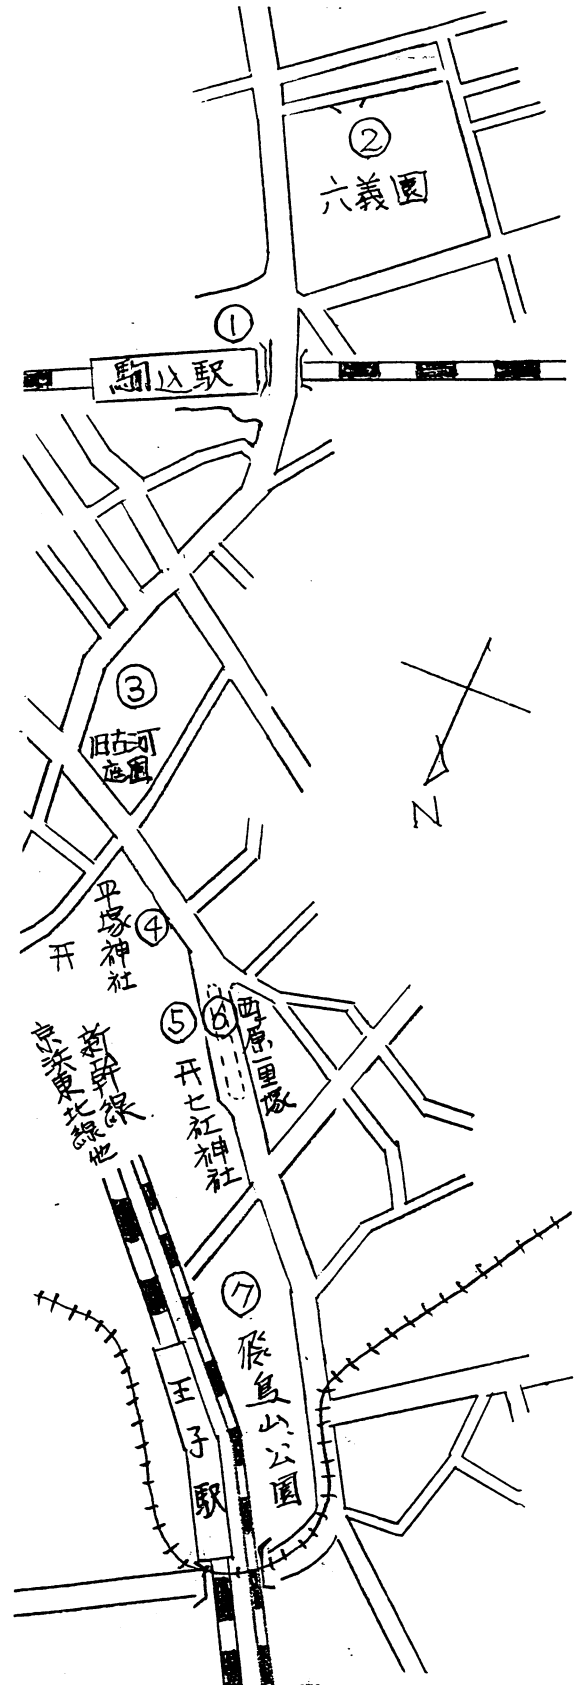 ②
六義園
①
駒込駅
③
旧古河
庭園
N
平塚神社
④
⑤
⑥
西ヶ原一里塚
七社神社
新幹線
京浜東北線他
⑦
飛鳥山公園
王子駅